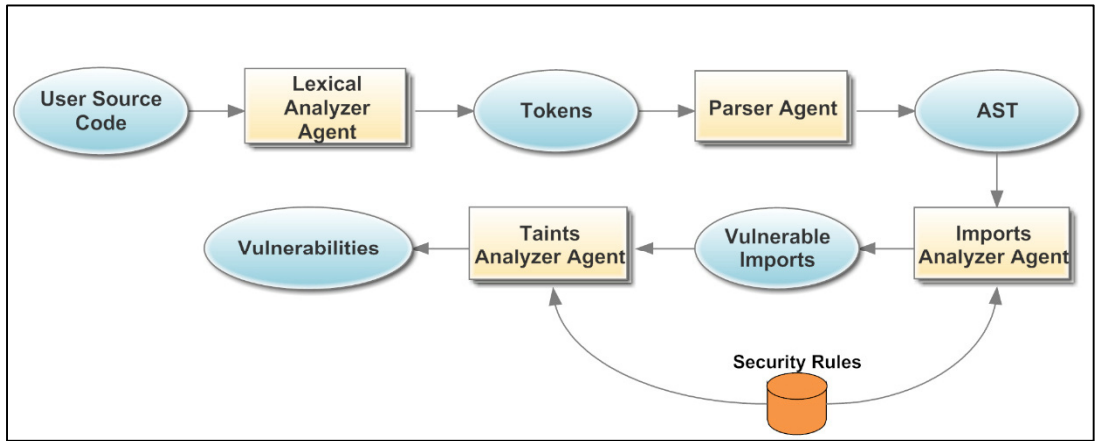 User Source
Code
Lexical
Analyzer
Agent
Tokens
Parser Agent
AST
Vulnerabilities
Taints
Analyzer Agent
Vulnerable
Imports
Imports
Analyzer Agent
Security Rules